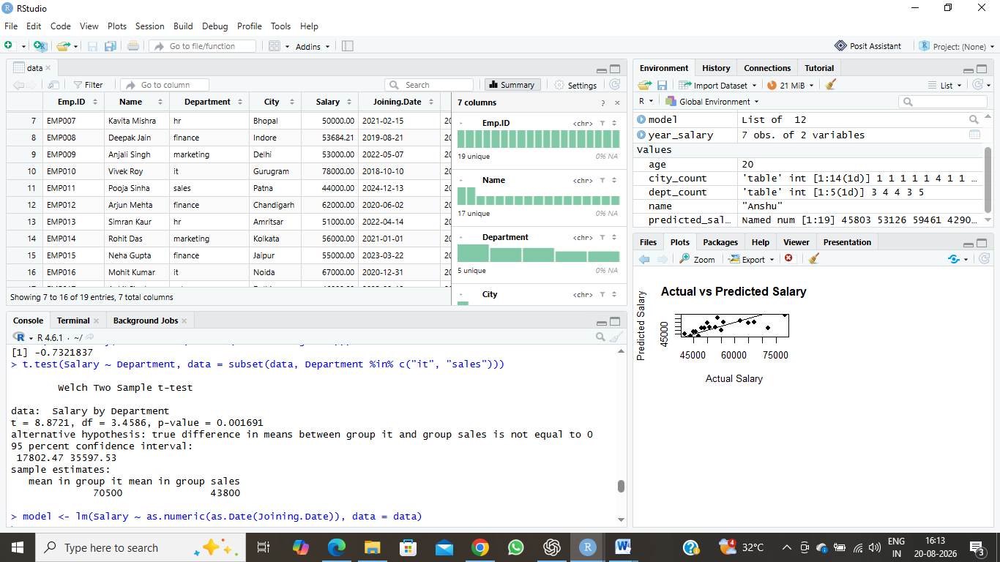 RStudio
File Edit Code View Plots Session Build Debug Profile Tools Help
Go to file/function Addins Posit Assistant Project: (None)
data
Filter Go to column Search Summary Settings
Emp.ID Name Department City Salary Joining.Date
7 EMP007 Kavita Mishra hr Bhopal 50000.00 2021-02-15 20
8 EMP008 Deepak Jain finance Indore 53684.21 2019-08-21 20
9 EMP009 Anjali Singh marketing Delhi 53000.00 2022-05-07 20
10 EMP010 Vivek Roy it Gurugram 78000.00 2018-10-10 20
11 EMP011 Pooja Sinha sales Patna 44000.00 2024-12-13 20
12 EMP012 Arjun Mehta finance Chandigarh 62000.00 2020-06-02 20
13 EMP013 Simran Kaur hr Amritsar 51000.00 2022-04-14 20
14 EMP014 Rohit Das marketing Kolkata 56000.00 2021-01-01 20
15 EMP015 Neha Gupta finance Jaipur 55000.00 2023-03-22 20
16 EMP016 Mohit Kumar it Noida 67000.00 2020-12-31 20
Showing 7 to 16 of 19 entries, 7 total columns
7 columns ?
Emp.ID <chr>
19 unique 0% NA
Name <chr>
17 unique 0% NA
Department <chr>
5 unique 0% NA
City <chr>
Console Terminal Background Jobs
R 4.6.1 · ~/
[1] -0.7321837
> t.test(Salary ~ Department, data = subset(data, Department %in% c("it", "sales")))
Welch Two Sample t-test
data: Salary by Department
t = 8.8721, df = 3.4586, p-value = 0.001691
alternative hypothesis: true difference in means between group it and group sales is not equal to 0
95 percent confidence interval:
17802.47 35597.53
sample estimates:
mean in group it mean in group sales
70500 43800
> model <- lm(Salary ~ as.numeric(as.Date(Joining.Date)), data = data)
Environment History Connections Tutorial
Import Dataset 21 MiB List
R Global Environment
model List of 12
year_salary 7 obs. of 2 variables
Values
age 20
city_count 'table' int [1:14(1d)] 1 1 1 1 1 4 1 1 ...
dept_count 'table' int [1:5(1d)] 3 4 4 3 5
name "Anshu"
predicted_sal... Named num [1:19] 45803 53126 59461 4290...
Files Plots Packages Help Viewer Presentation
Zoom Export
Actual vs Predicted Salary
Predicted Salary
45000
45000 60000 75000
Actual Salary
Type here to search
4 32°C
ENG
IN
16:13
20-08-2026
3